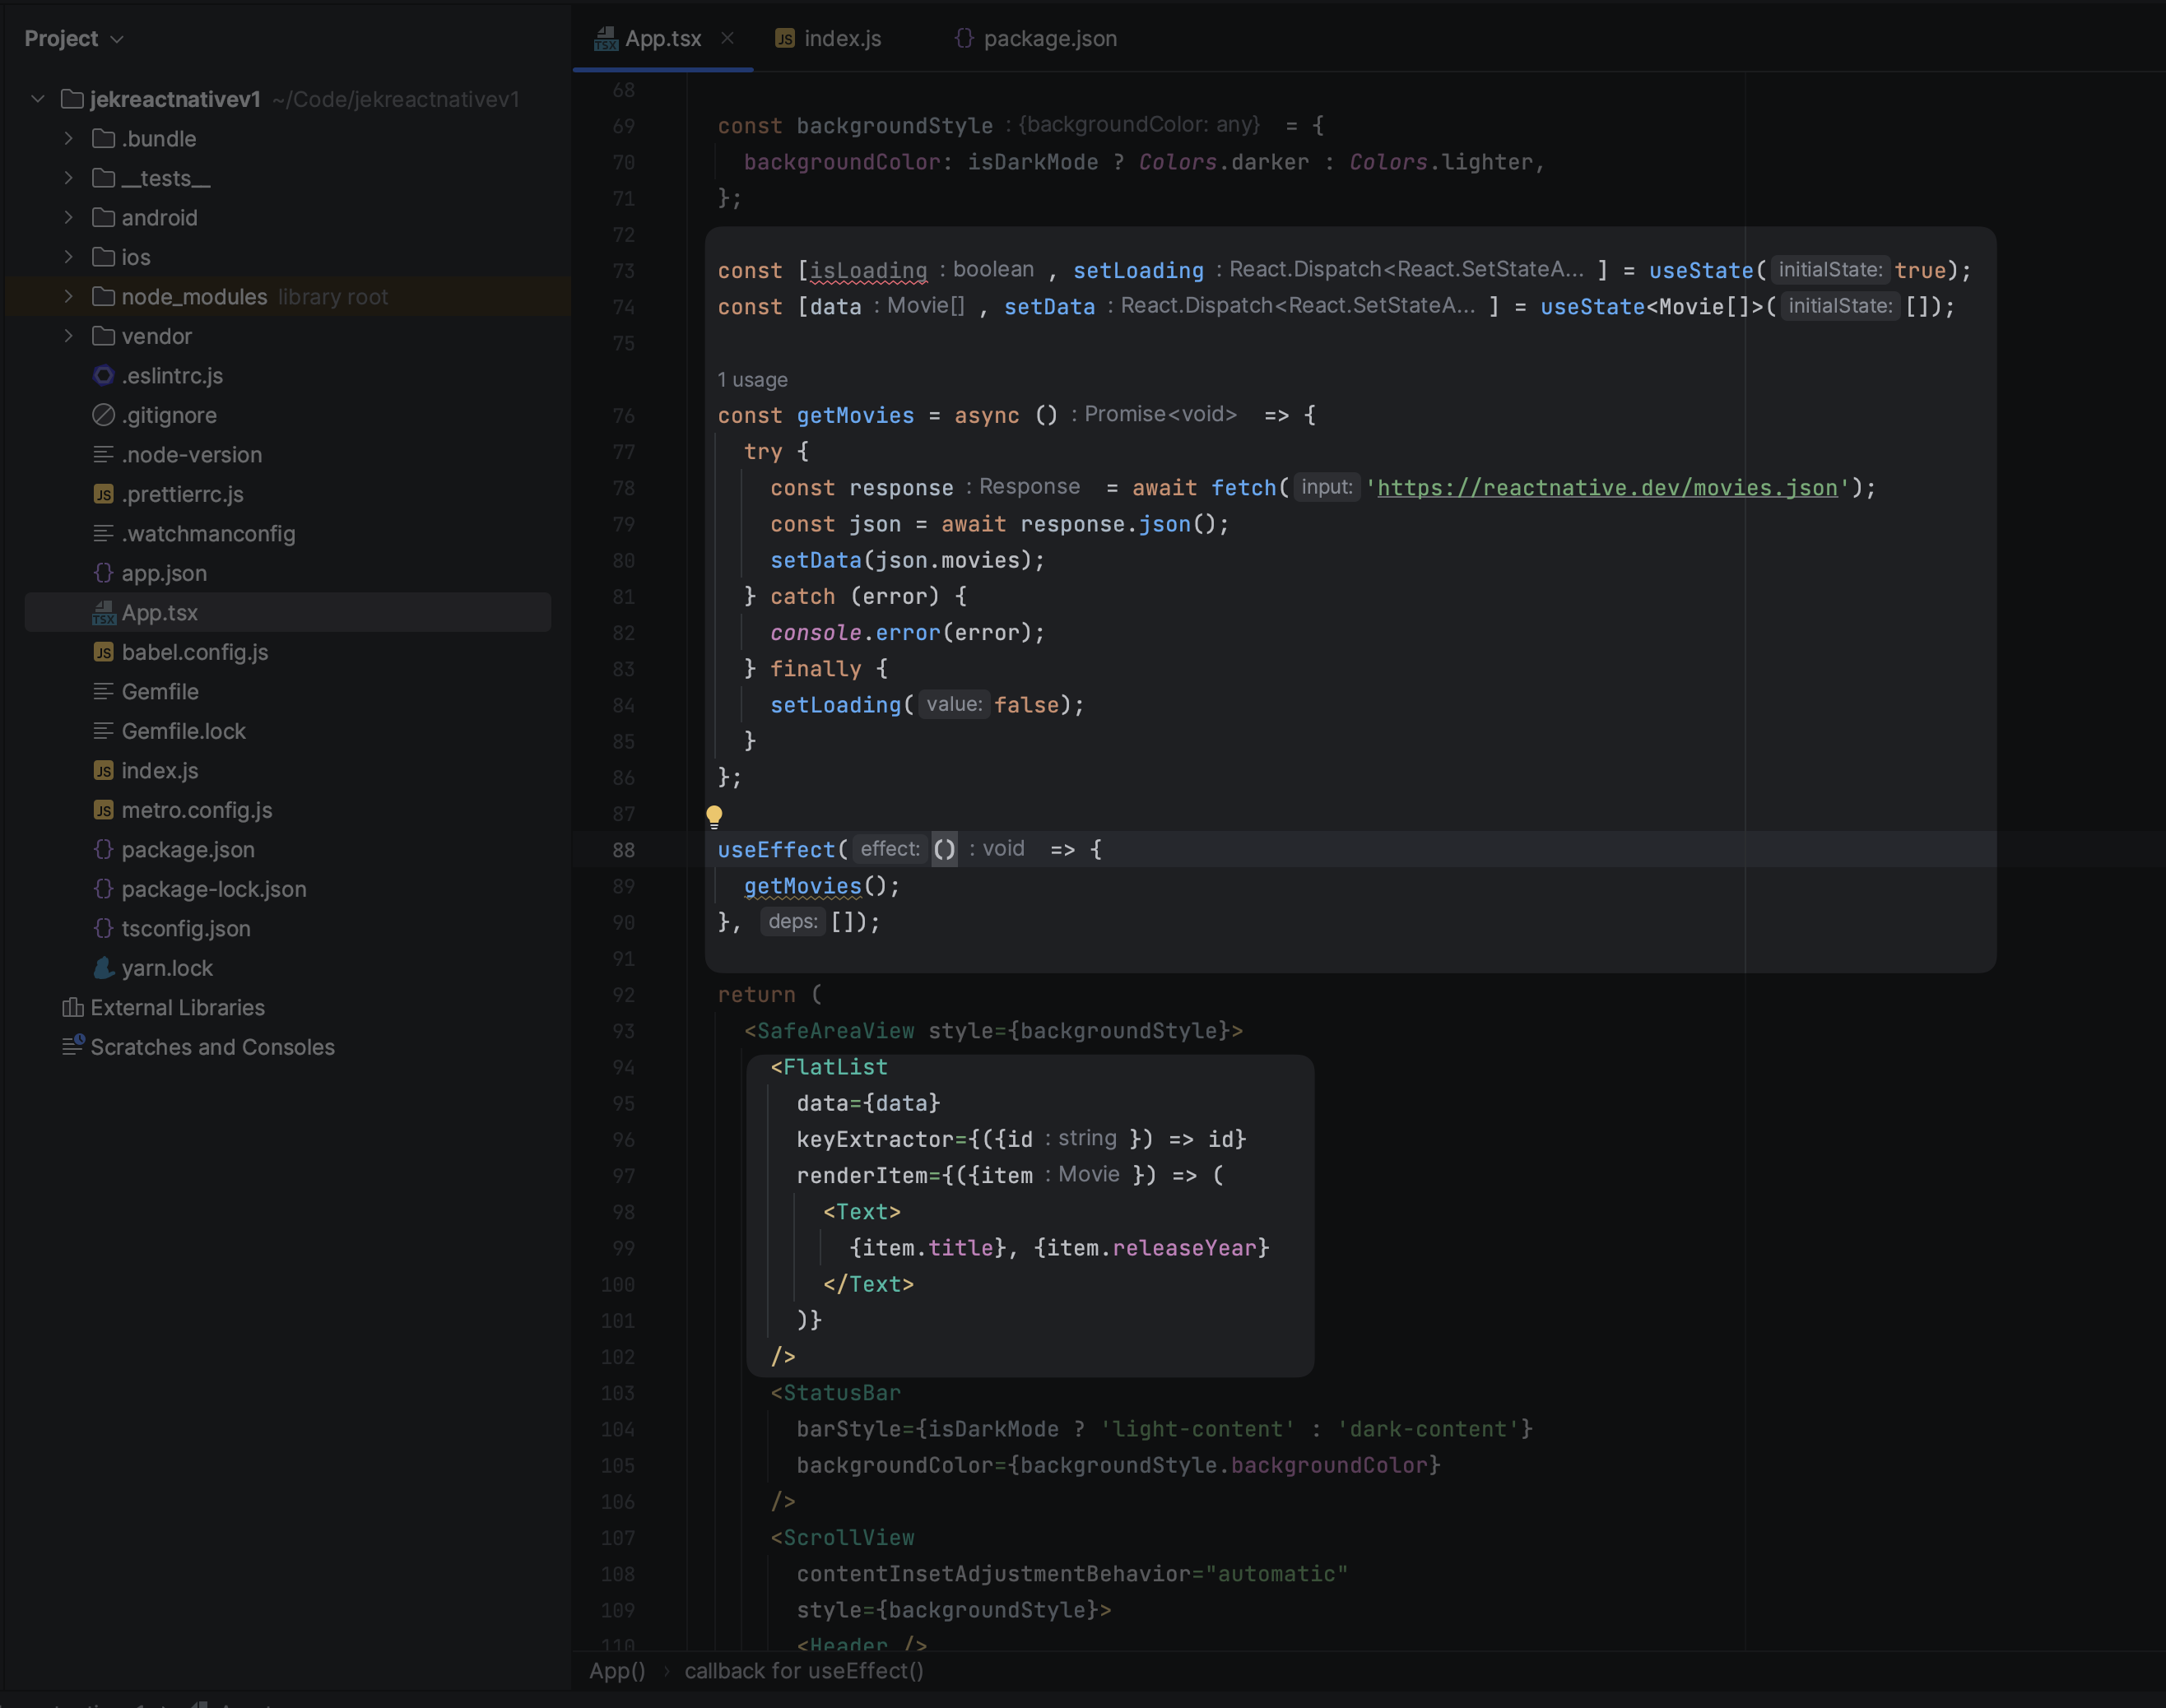 Project
jekreactnativev1 ~/Code/jekreactnativev1
.bundle
__tests__
android
ios
node_modules library root
vendor
.eslintrc.js
.gitignore
.node-version
.prettierrc.js
.watchmanconfig
app.json
App.tsx
babel.config.js
Gemfile
Gemfile.lock
index.js
metro.config.js
package.json
package-lock.json
tsconfig.json
yarn.lock
External Libraries
Scratches and Consoles
App.tsx index.js package.json
68
69 const backgroundStyle : {backgroundColor: any} = {
70 backgroundColor: isDarkMode ? Colors.darker : Colors.lighter,
71 };
72
73 const [isLoading : boolean , setLoading : React.Dispatch<React.SetStateA... ] = useState( initialState: true);
74 const [data : Movie[] , setData : React.Dispatch<React.SetStateA... ] = useState<Movie[]>( initialState: []);
75
1 usage
76 const getMovies = async () : Promise<void> => {
77 try {
78 const response : Response = await fetch( input: 'https://reactnative.dev/movies.json');
79 const json = await response.json();
80 setData(json.movies);
81 } catch (error) {
82 console.error(error);
83 } finally {
84 setLoading( value: false);
85 }
86 };
87
88 useEffect( effect: () : void => {
89 getMovies();
90 }, deps: []);
91
92 return (
93 <SafeAreaView style={backgroundStyle}>
94 <FlatList
95 data={data}
96 keyExtractor={({id : string }) => id}
97 renderItem={({item : Movie }) => (
98 <Text>
99 {item.title}, {item.releaseYear}
100 </Text>
101 )}
102 />
103 <StatusBar
104 barStyle={isDarkMode ? 'light-content' : 'dark-content'}
105 backgroundColor={backgroundStyle.backgroundColor}
106 />
107 <ScrollView
108 contentInsetAdjustmentBehavior="automatic"
109 style={backgroundStyle}>
110 <Header />
App() › callback for useEffect()